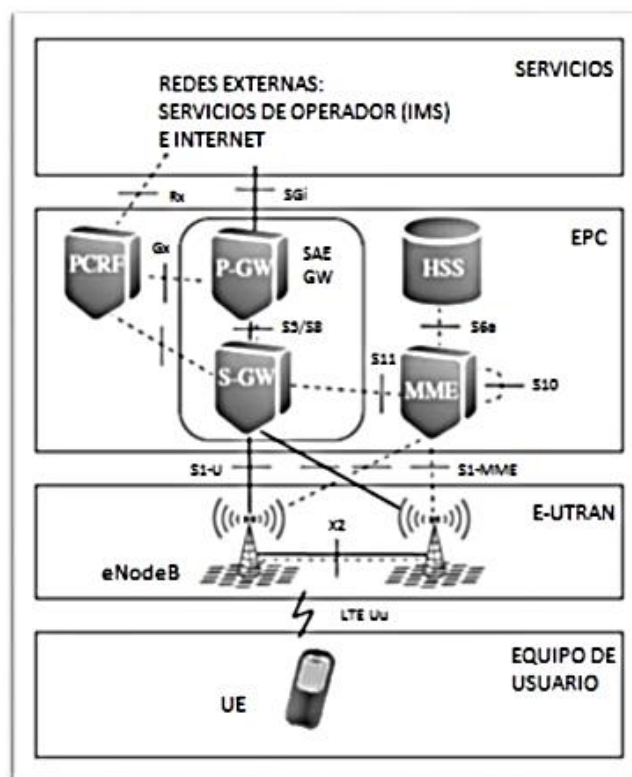 SERVICIOS
REDES EXTERNAS:
SERVICIOS DE OPERADOR (IMS)
E INTERNET
Rx
SGi
EPC
PCRF
Gx
P-GW
SAE
GW
HSS
S5/S8
S6a
S-GW
S11
MME
S10
S1-U
S1-MME
E-UTRAN
X2
eNodeB
LTE Uu
EQUIPO DE
USUARIO
UE